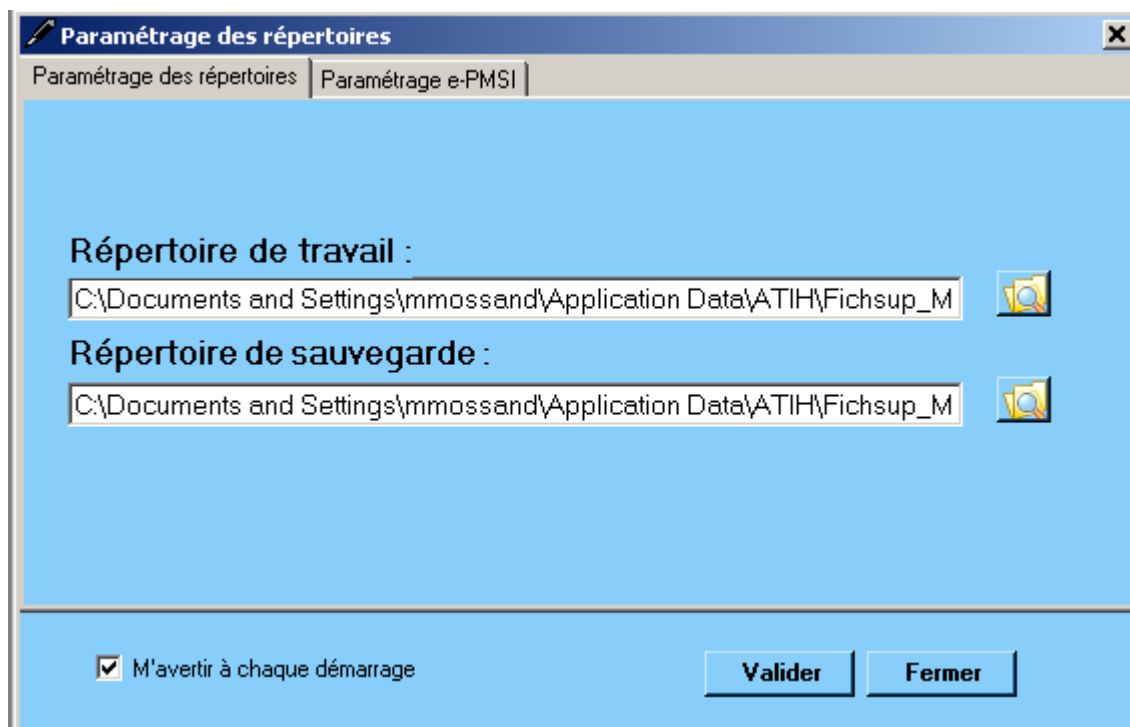 Paramétrage des répertoires
Paramétrage des répertoires Paramétrage e-PMSI
Répertoire de travail :
C:\Documents and Settings\mmossand\Application Data\ATIH\Fichsup_M
Répertoire de sauvegarde :
C:\Documents and Settings\mmossand\Application Data\ATIH\Fichsup_M
M'avertir à chaque démarrage Valider Fermer